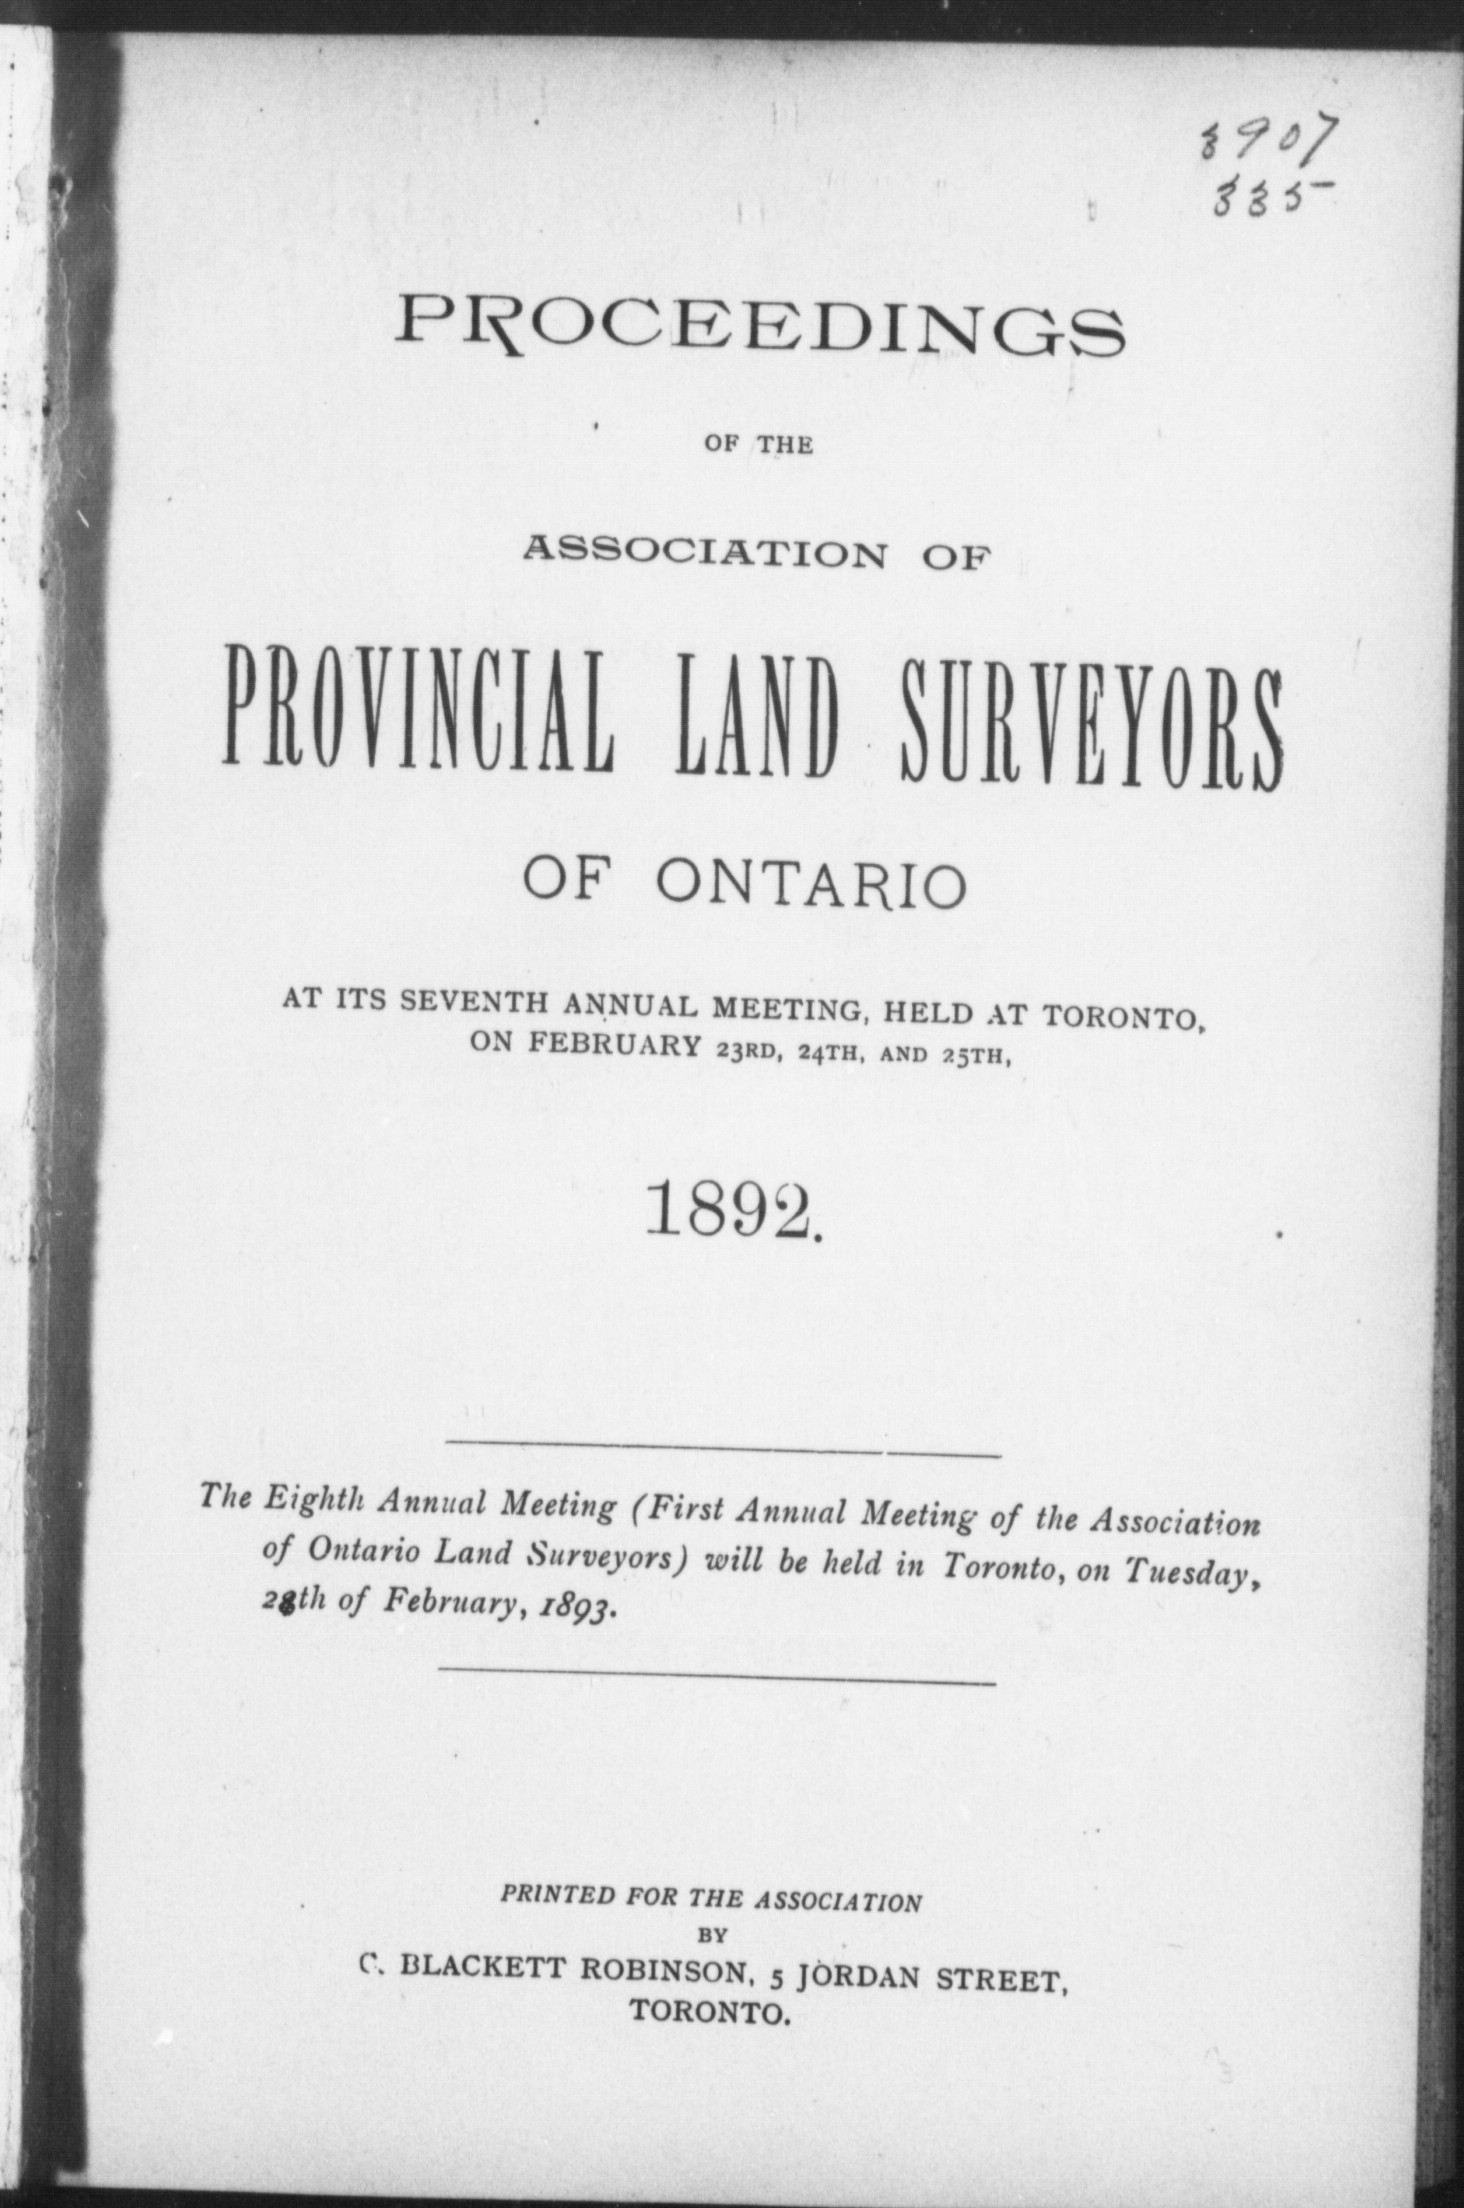 3907
335
PROCEEDINGS
OF THE
ASSOCIATION OF
PROVINCIAL LAND SURVEYORS
OF ONTARIO
AT ITS SEVENTH ANNUAL MEETING, HELD AT TORONTO,
ON FEBRUARY 23RD, 24TH, AND 25TH,
1892.
The Eighth Annual Meeting (First Annual Meeting of the Association
of Ontario Land Surveyors) will be held in Toronto, on Tuesday,
28th of February, 1893.
PRINTED FOR THE ASSOCIATION
BY
C. BLACKETT ROBINSON, 5 JORDAN STREET,
TORONTO.